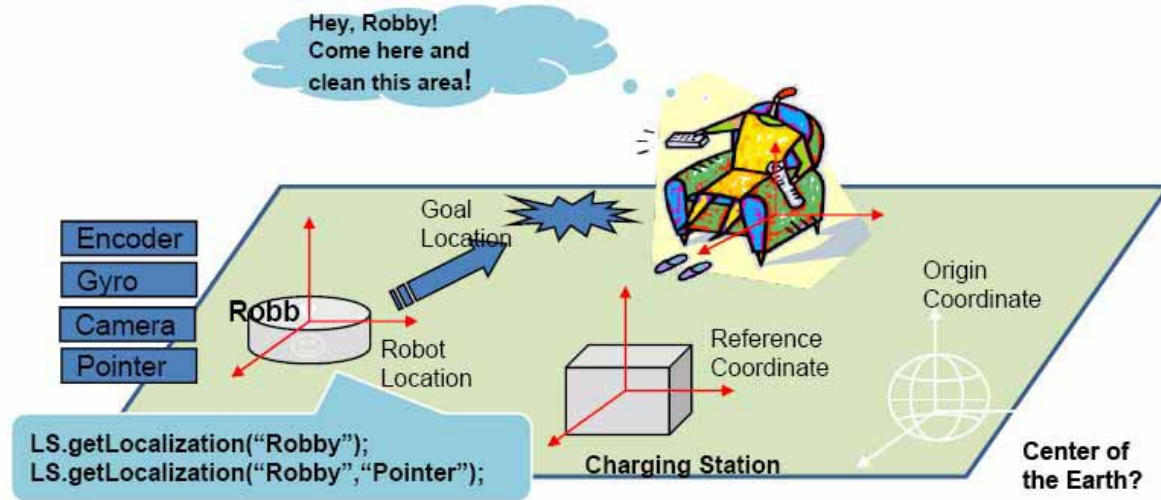 Hey, Robby!
Come here and
clean this area!
Goal
Location
Encoder
Gyro
Camera
Pointer
Robb
Robot
Location
Origin
Coordinate
Reference
Coordinate
LS.getLocalization(“Robby”);
LS.getLocalization(“Robby”,“Pointer”);
Charging Station
Center of
the Earth?